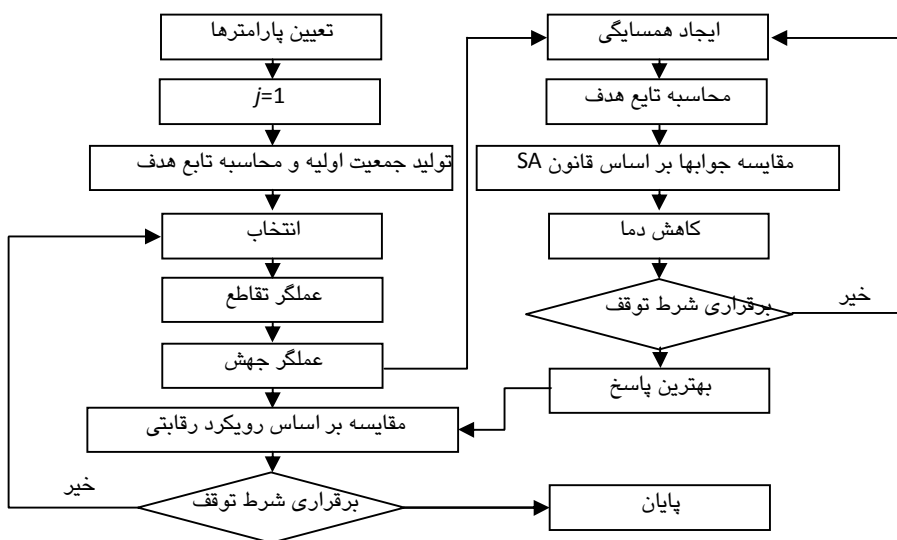 تعیین پارامترها
j=1
تولید جمعیت اولیه و محاسبه تابع هدف
انتخاب
عملگر تقاطع
عملگر جهش
مقایسه بر اساس رویکرد رقابتی
برقراری شرط توقف
خیر
پایان
ایجاد همسایگی
محاسبه تابع هدف
مقایسه جوابها بر اساس قانون SA
کاهش دما
برقراری شرط توقف
خیر
بهترین پاسخ